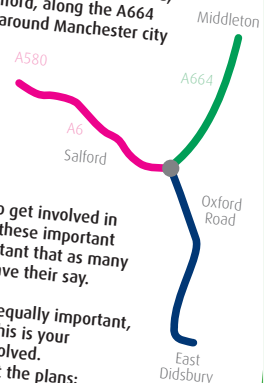 ford, along the A664
around Manchester city
Middleton
A580
A664
A6
Salford
Oxford
Road
get involved in
these important
tant that as many
ve their say.
equally important,
his is your
olved.
the plans:
East
Didsbury